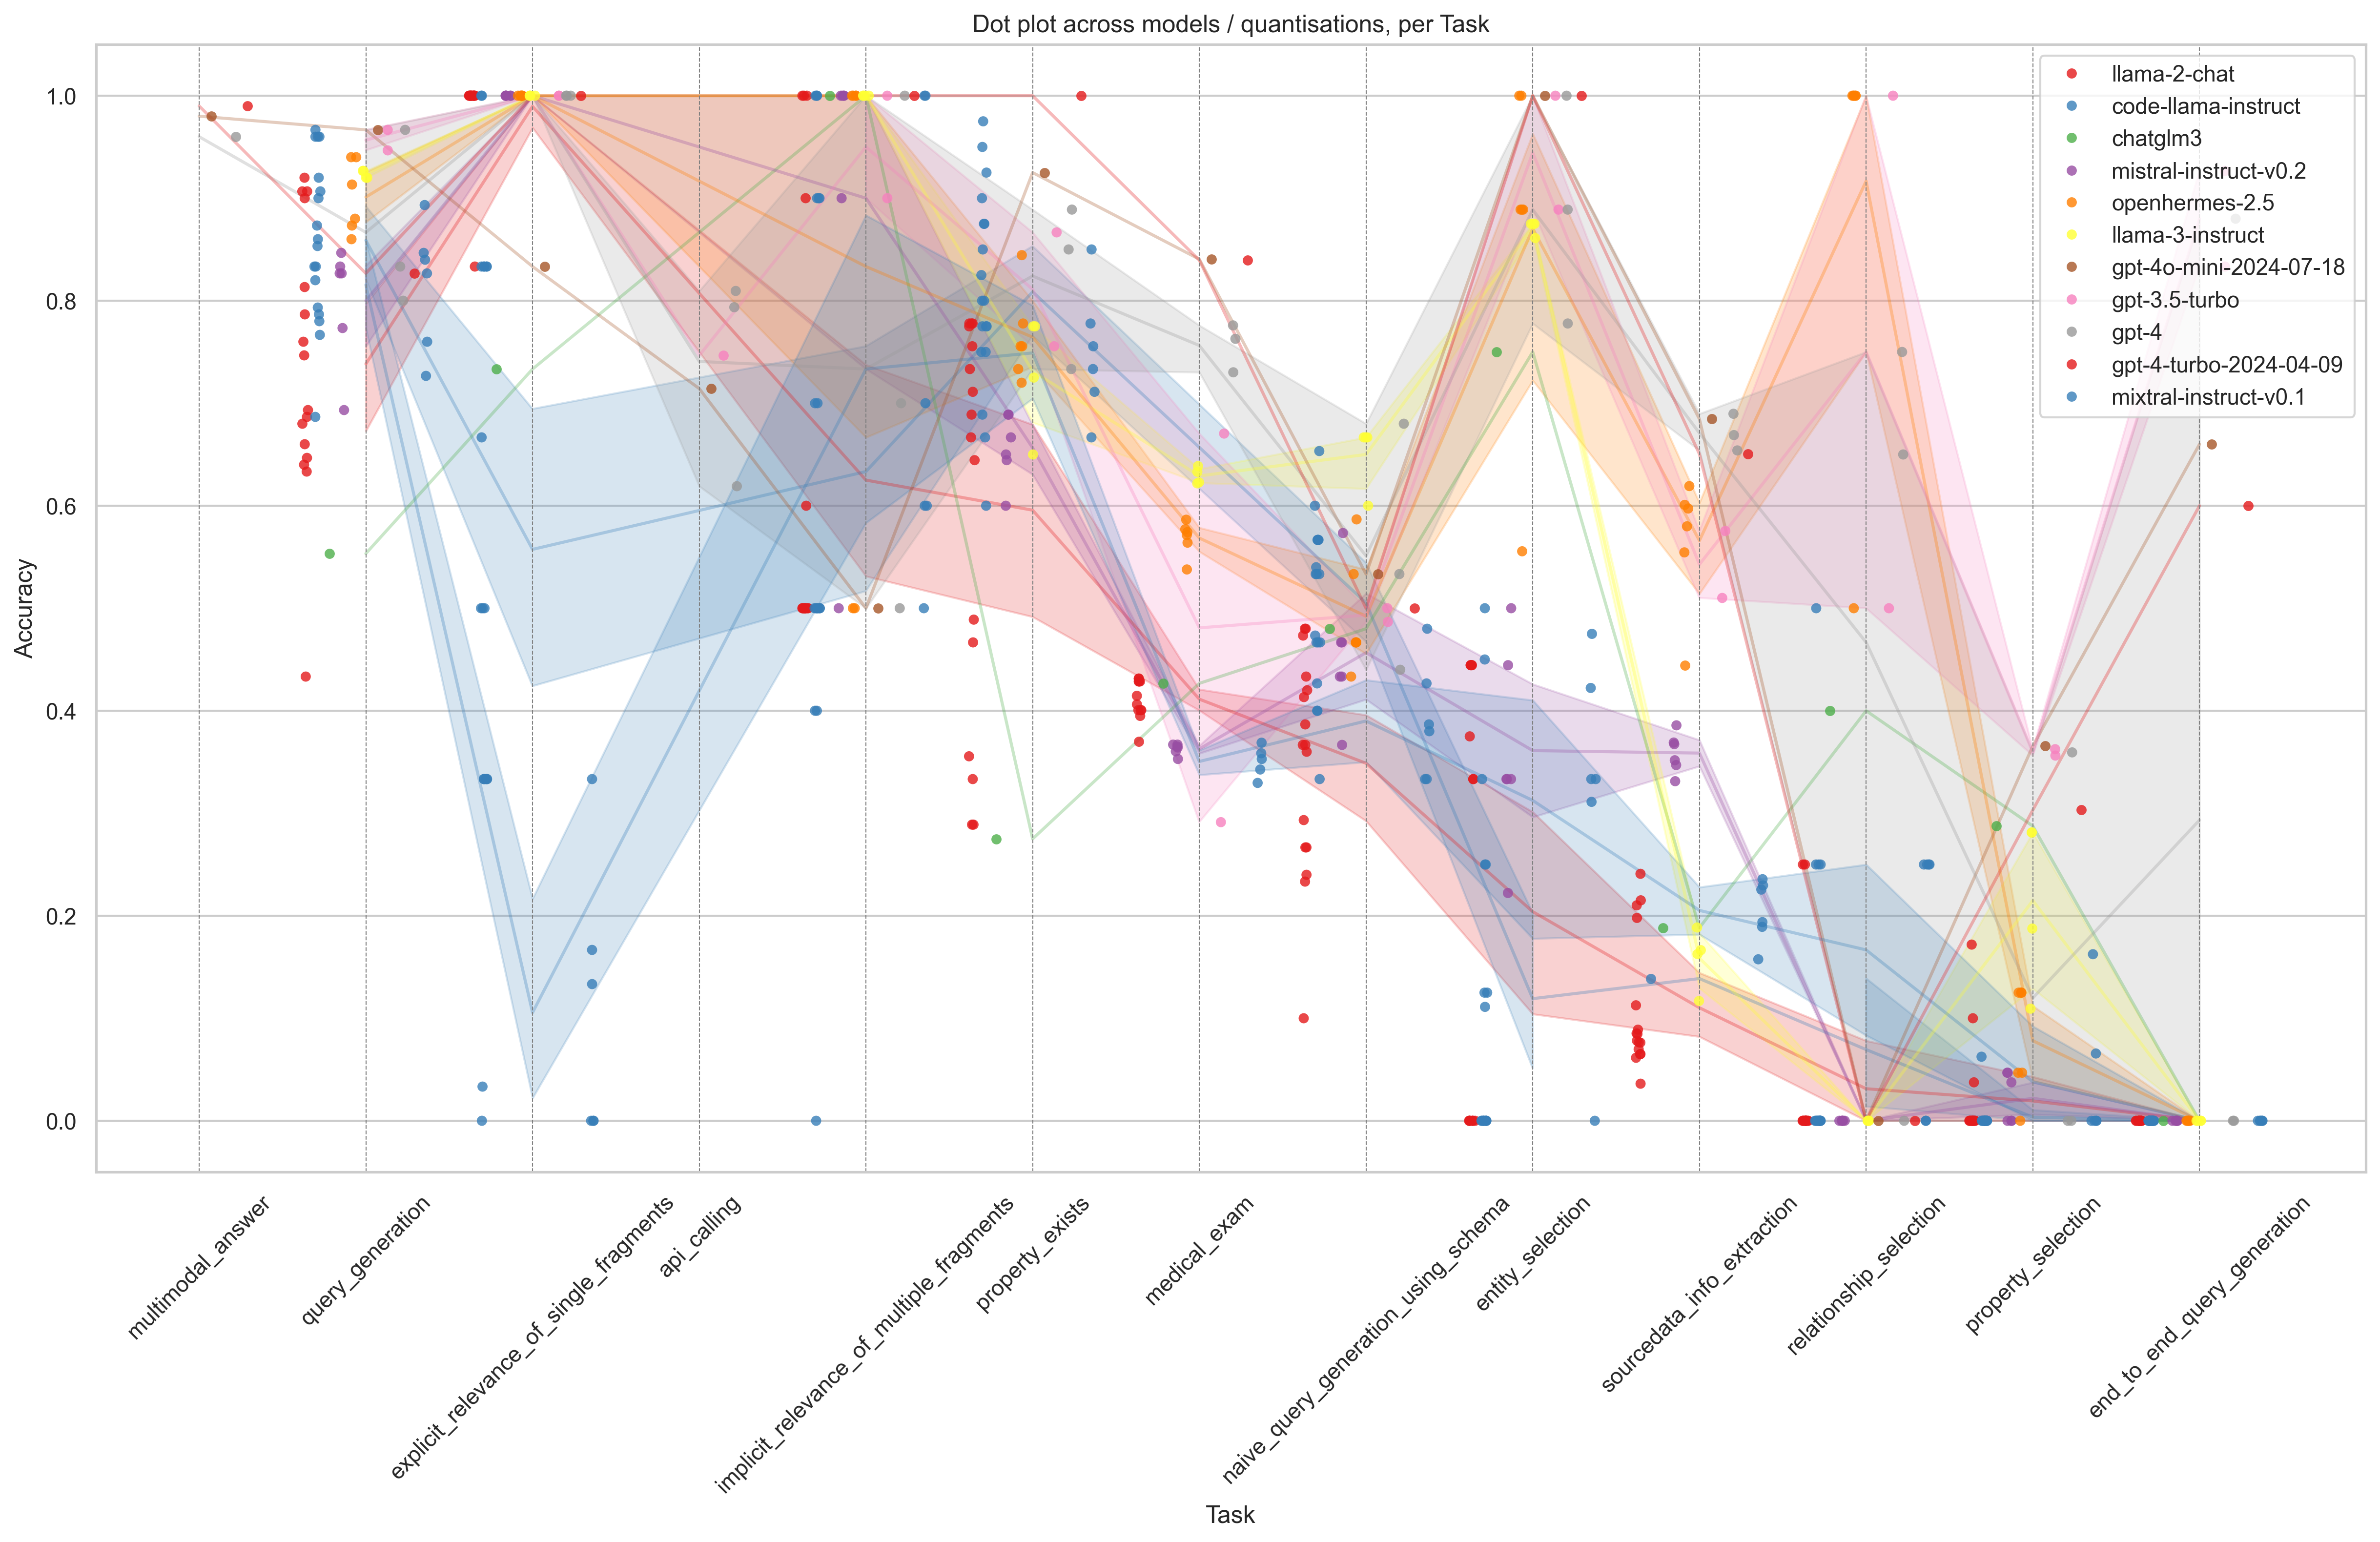 Dot plot across models / quantisations, per Task
llama-2-chat
code-llama-instruct
chatglm3
mistral-instruct-v0.2
openhermes-2.5
llama-3-instruct
gpt-4o-mini-2024-07-18
gpt-3.5-turbo
gpt-4
gpt-4-turbo-2024-04-09
mixtral-instruct-v0.1
Accuracy
1.0
0.8
0.6
0.4
0.2
0.0
multimodal_answer
query_generation
explicit_relevance_of_single_fragments
api_calling
implicit_relevance_of_multiple_fragments
property_exists
medical_exam
naive_query_generation_using_schema
entity_selection
sourcedata_info_extraction
relationship_selection
property_selection
end_to_end_query_generation
Task